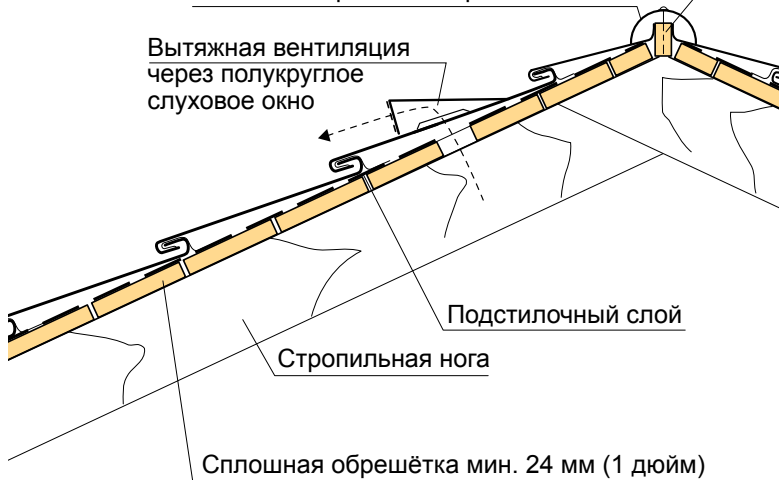 Вытяжная вентиляция
через полукруглое
слуховое окно
Подстилочный слой
Стропильная нога
Сплошная обрешётка мин. 24 мм (1 дюйм)